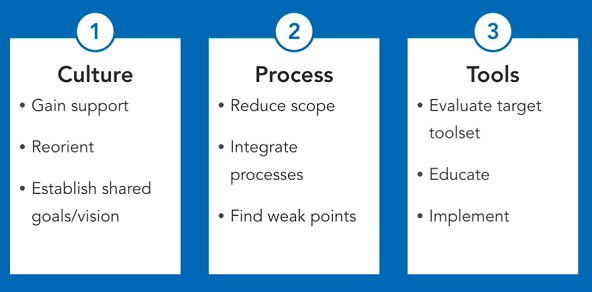 1
Culture
• Gain support
• Reorient
• Establish shared
goals/vision
2
Process
• Reduce scope
• Integrate
processes
• Find weak points
3
Tools
• Evaluate target
toolset
• Educate
• Implement